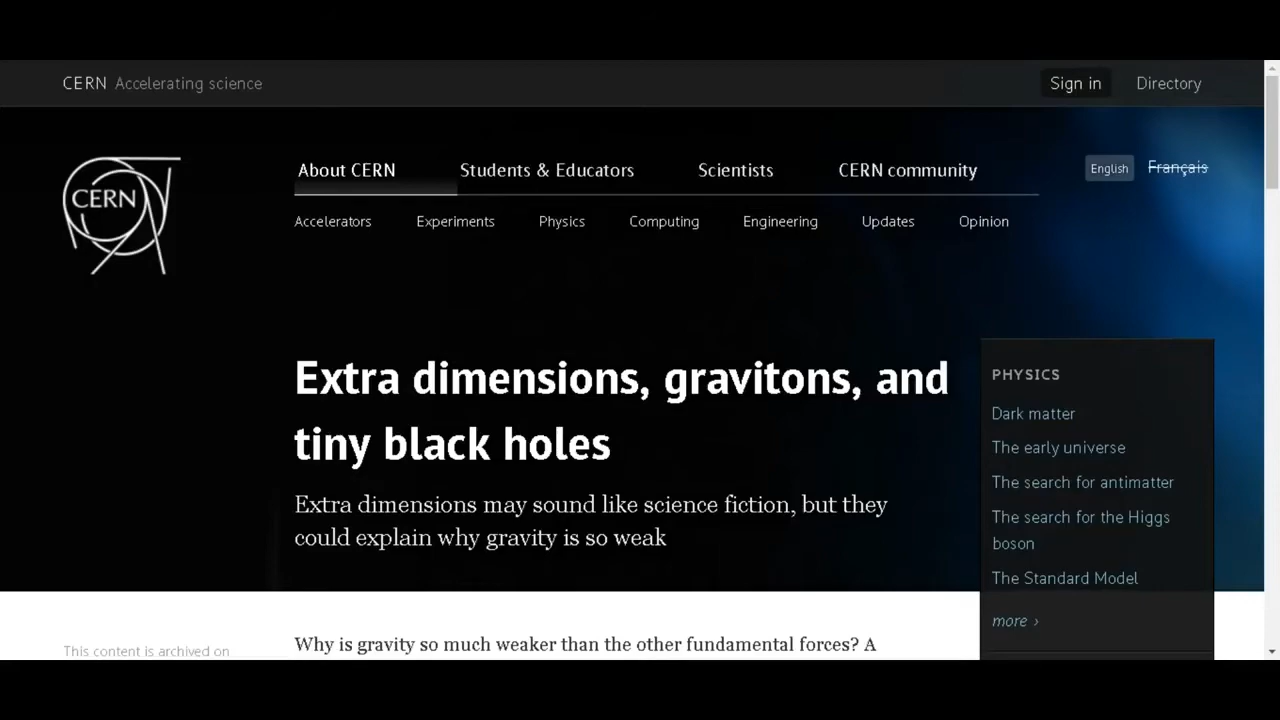 CERN Accelerating science
Sign in
Directory
CERN
About CERN
Students & Educators
Scientists
CERN community
English
Français
Accelerators
Experiments
Physics
Computing
Engineering
Updates
Opinion
Extra dimensions, gravitons, and
tiny black holes
Extra dimensions may sound like science fiction, but they
could explain why gravity is so weak
PHYSICS
Dark matter
The early universe
The search for antimatter
The search for the Higgs
boson
The Standard Model
more ›
This content is archived on
Why is gravity so much weaker than the other fundamental forces? A